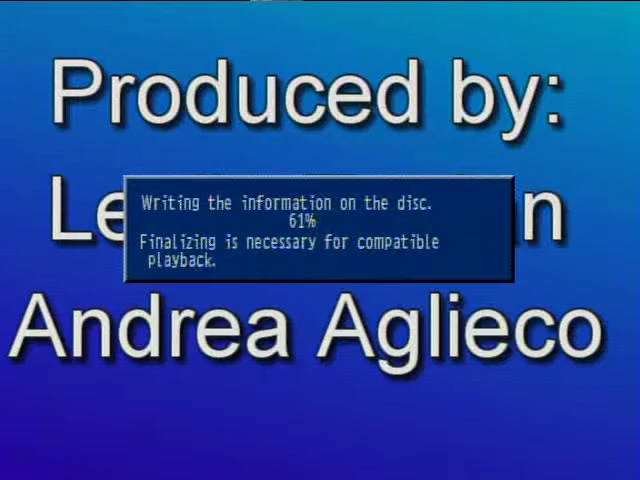 Produced by:
Writing the information on the disc.
61%
Finalizing is necessary for compatible
playback.
Andrea Aglieco